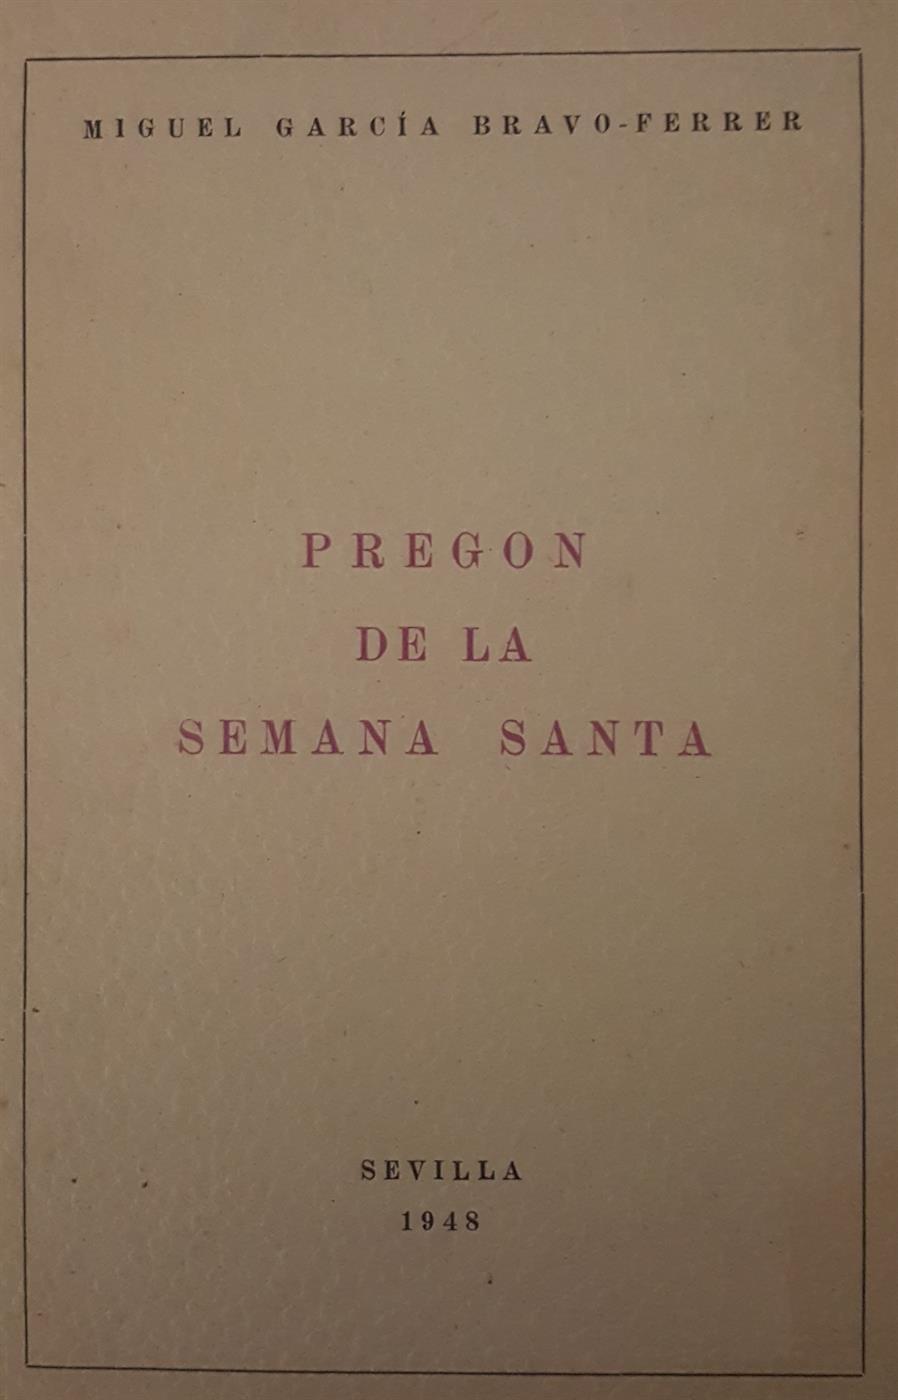 MIGUEL GARCÍA BRAVO-FERRER
PREGON
DE LA
SEMANA SANTA
SEVILLA
1948